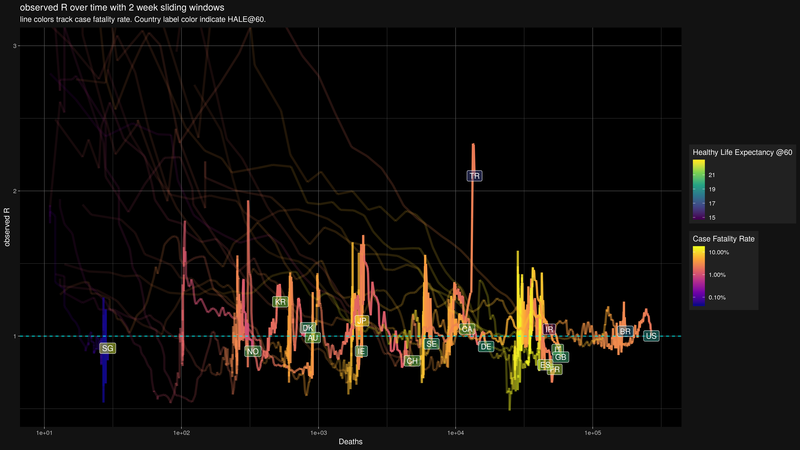 observed R over time with 2 week sliding windows
line colors track case fatality rate. Country label color indicate HALE@60.
3
2
1
observed R
TR
KR
DK
AU
NO
SG
JP
IE
CH
SE
CA
DE
IR
GB
ES
FR
BR
US
1e+01
1e+02
1e+03
1e+04
1e+05
Deaths
Healthy Life Expectancy @60
21
19
17
15
Case Fatality Rate
10.00%
1.00%
0.10%